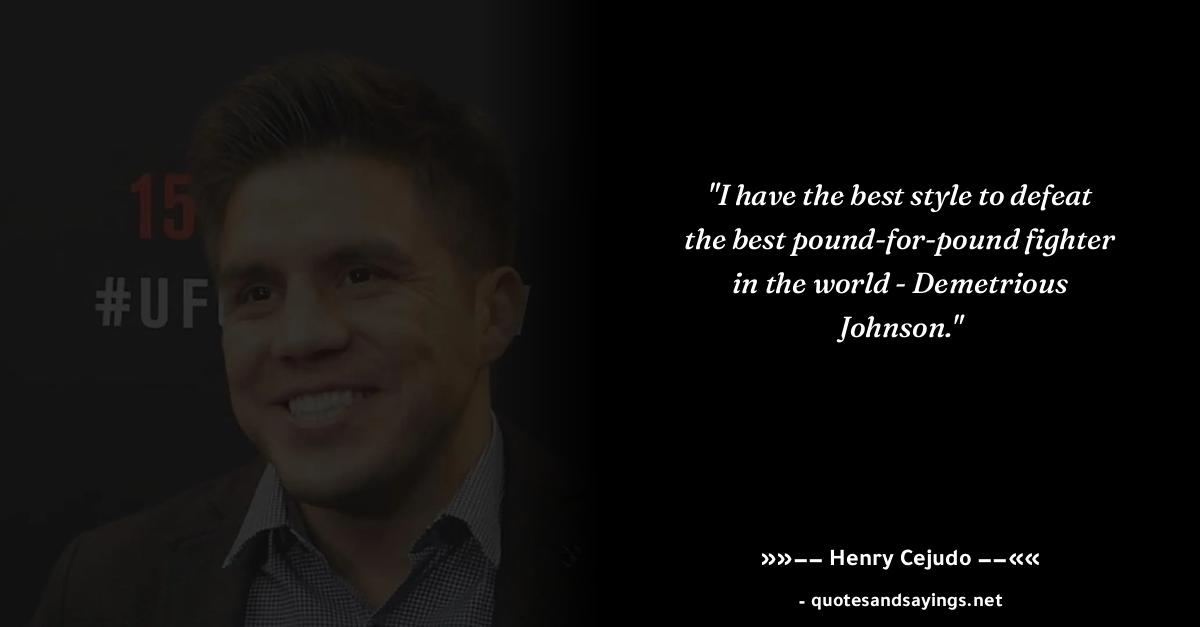 15
#UF
"I have the best style to defeat
the best pound-for-pound fighter
in the world - Demetrious
Johnson."
»»—— Henry Cejudo ——««
- quotesandsayings.net